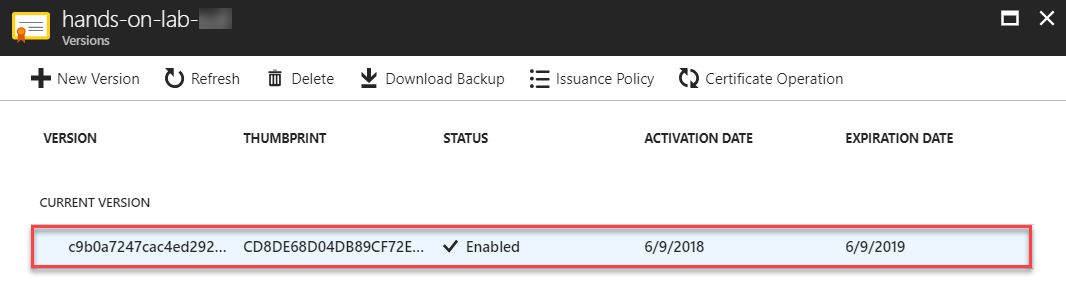 hands-on-lab-
Versions
New Version Refresh Delete Download Backup Issuance Policy Certificate Operation
VERSION THUMBPRINT STATUS ACTIVATION DATE EXPIRATION DATE
CURRENT VERSION
c9b0a7247cac4ed292... CD8DE68D04DB89CF72E... Enabled 6/9/2018 6/9/2019